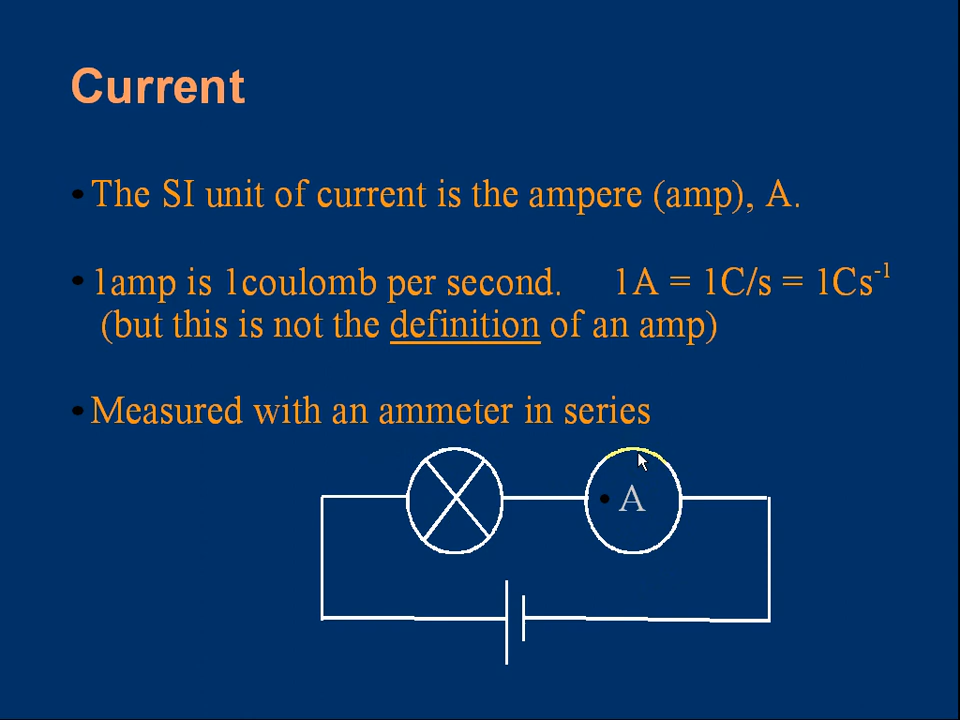 Current
• The SI unit of current is the ampere (amp), A.
• 1amp is 1coulomb per second. 1A = 1C/s = 1Cs⁻¹
(but this is not the definition of an amp)
• Measured with an ammeter in series
• A